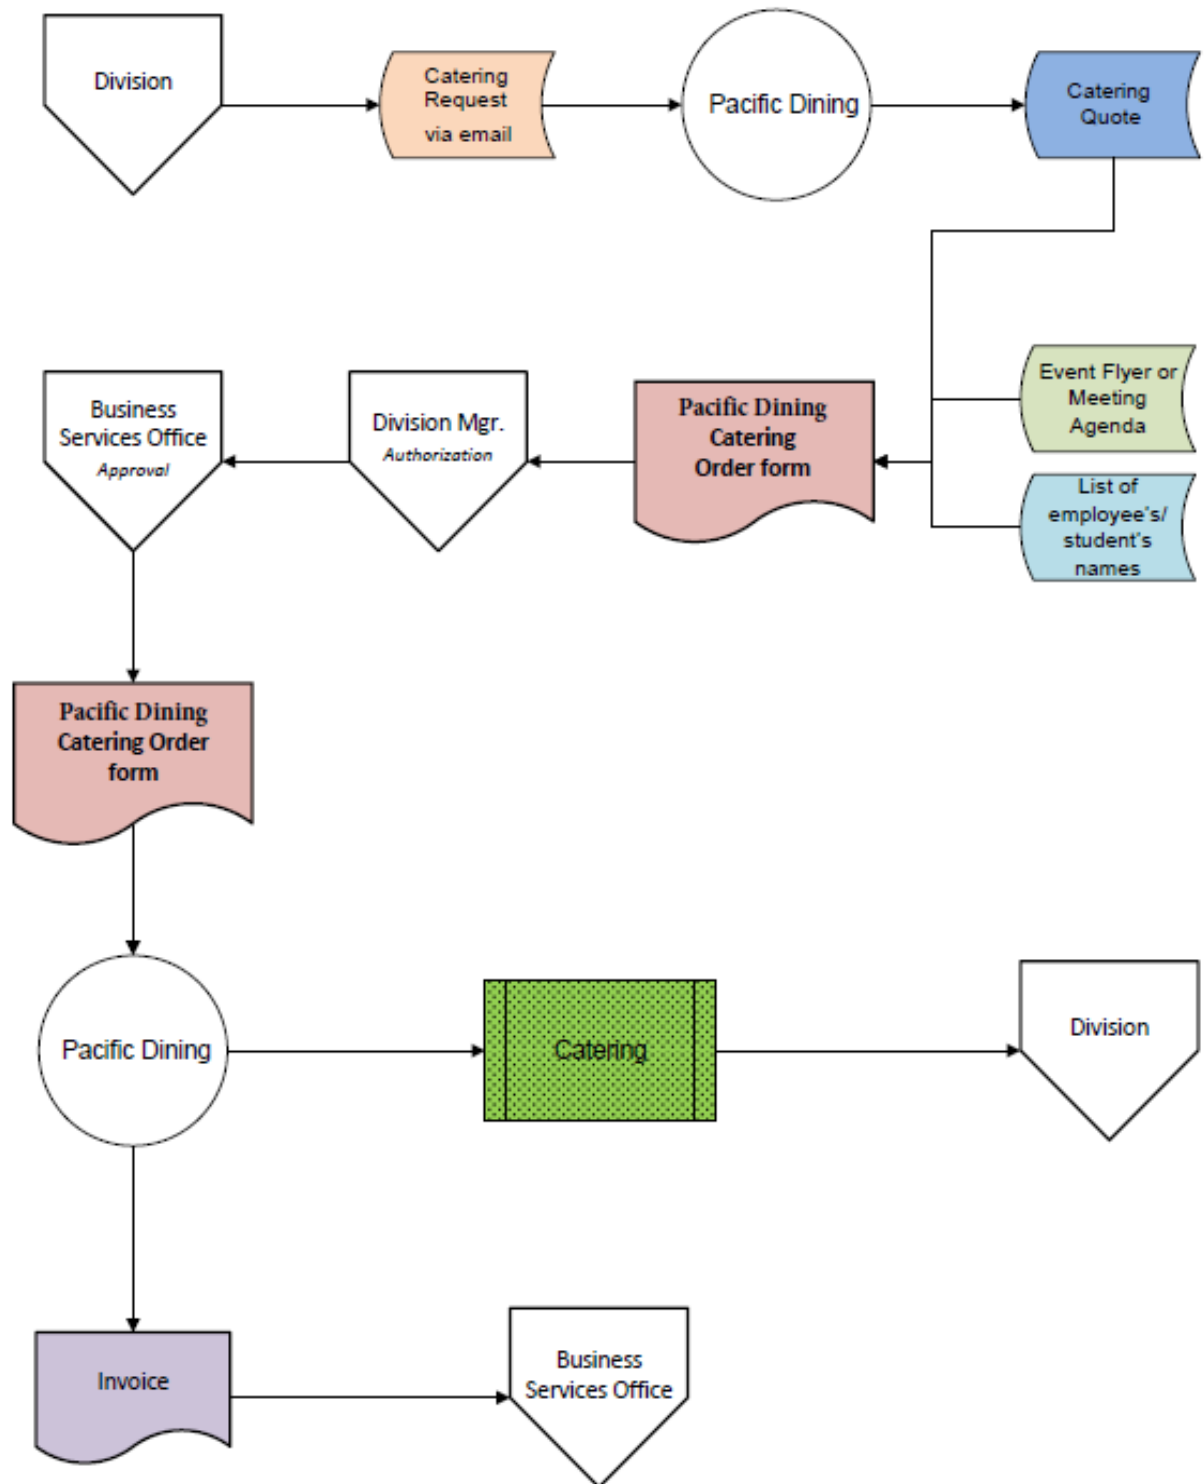 Division
Catering
Request
via email
Pacific Dining
Catering
Quote
Business
Services Office
Approval
Division Mgr.
Authorization
Pacific Dining
Catering
Order form
Event Flyer or
Meeting
Agenda
List of
employee's/
student's
names
Pacific Dining
Catering Order
form
Pacific Dining
Catering
Division
Invoice
Business
Services Office